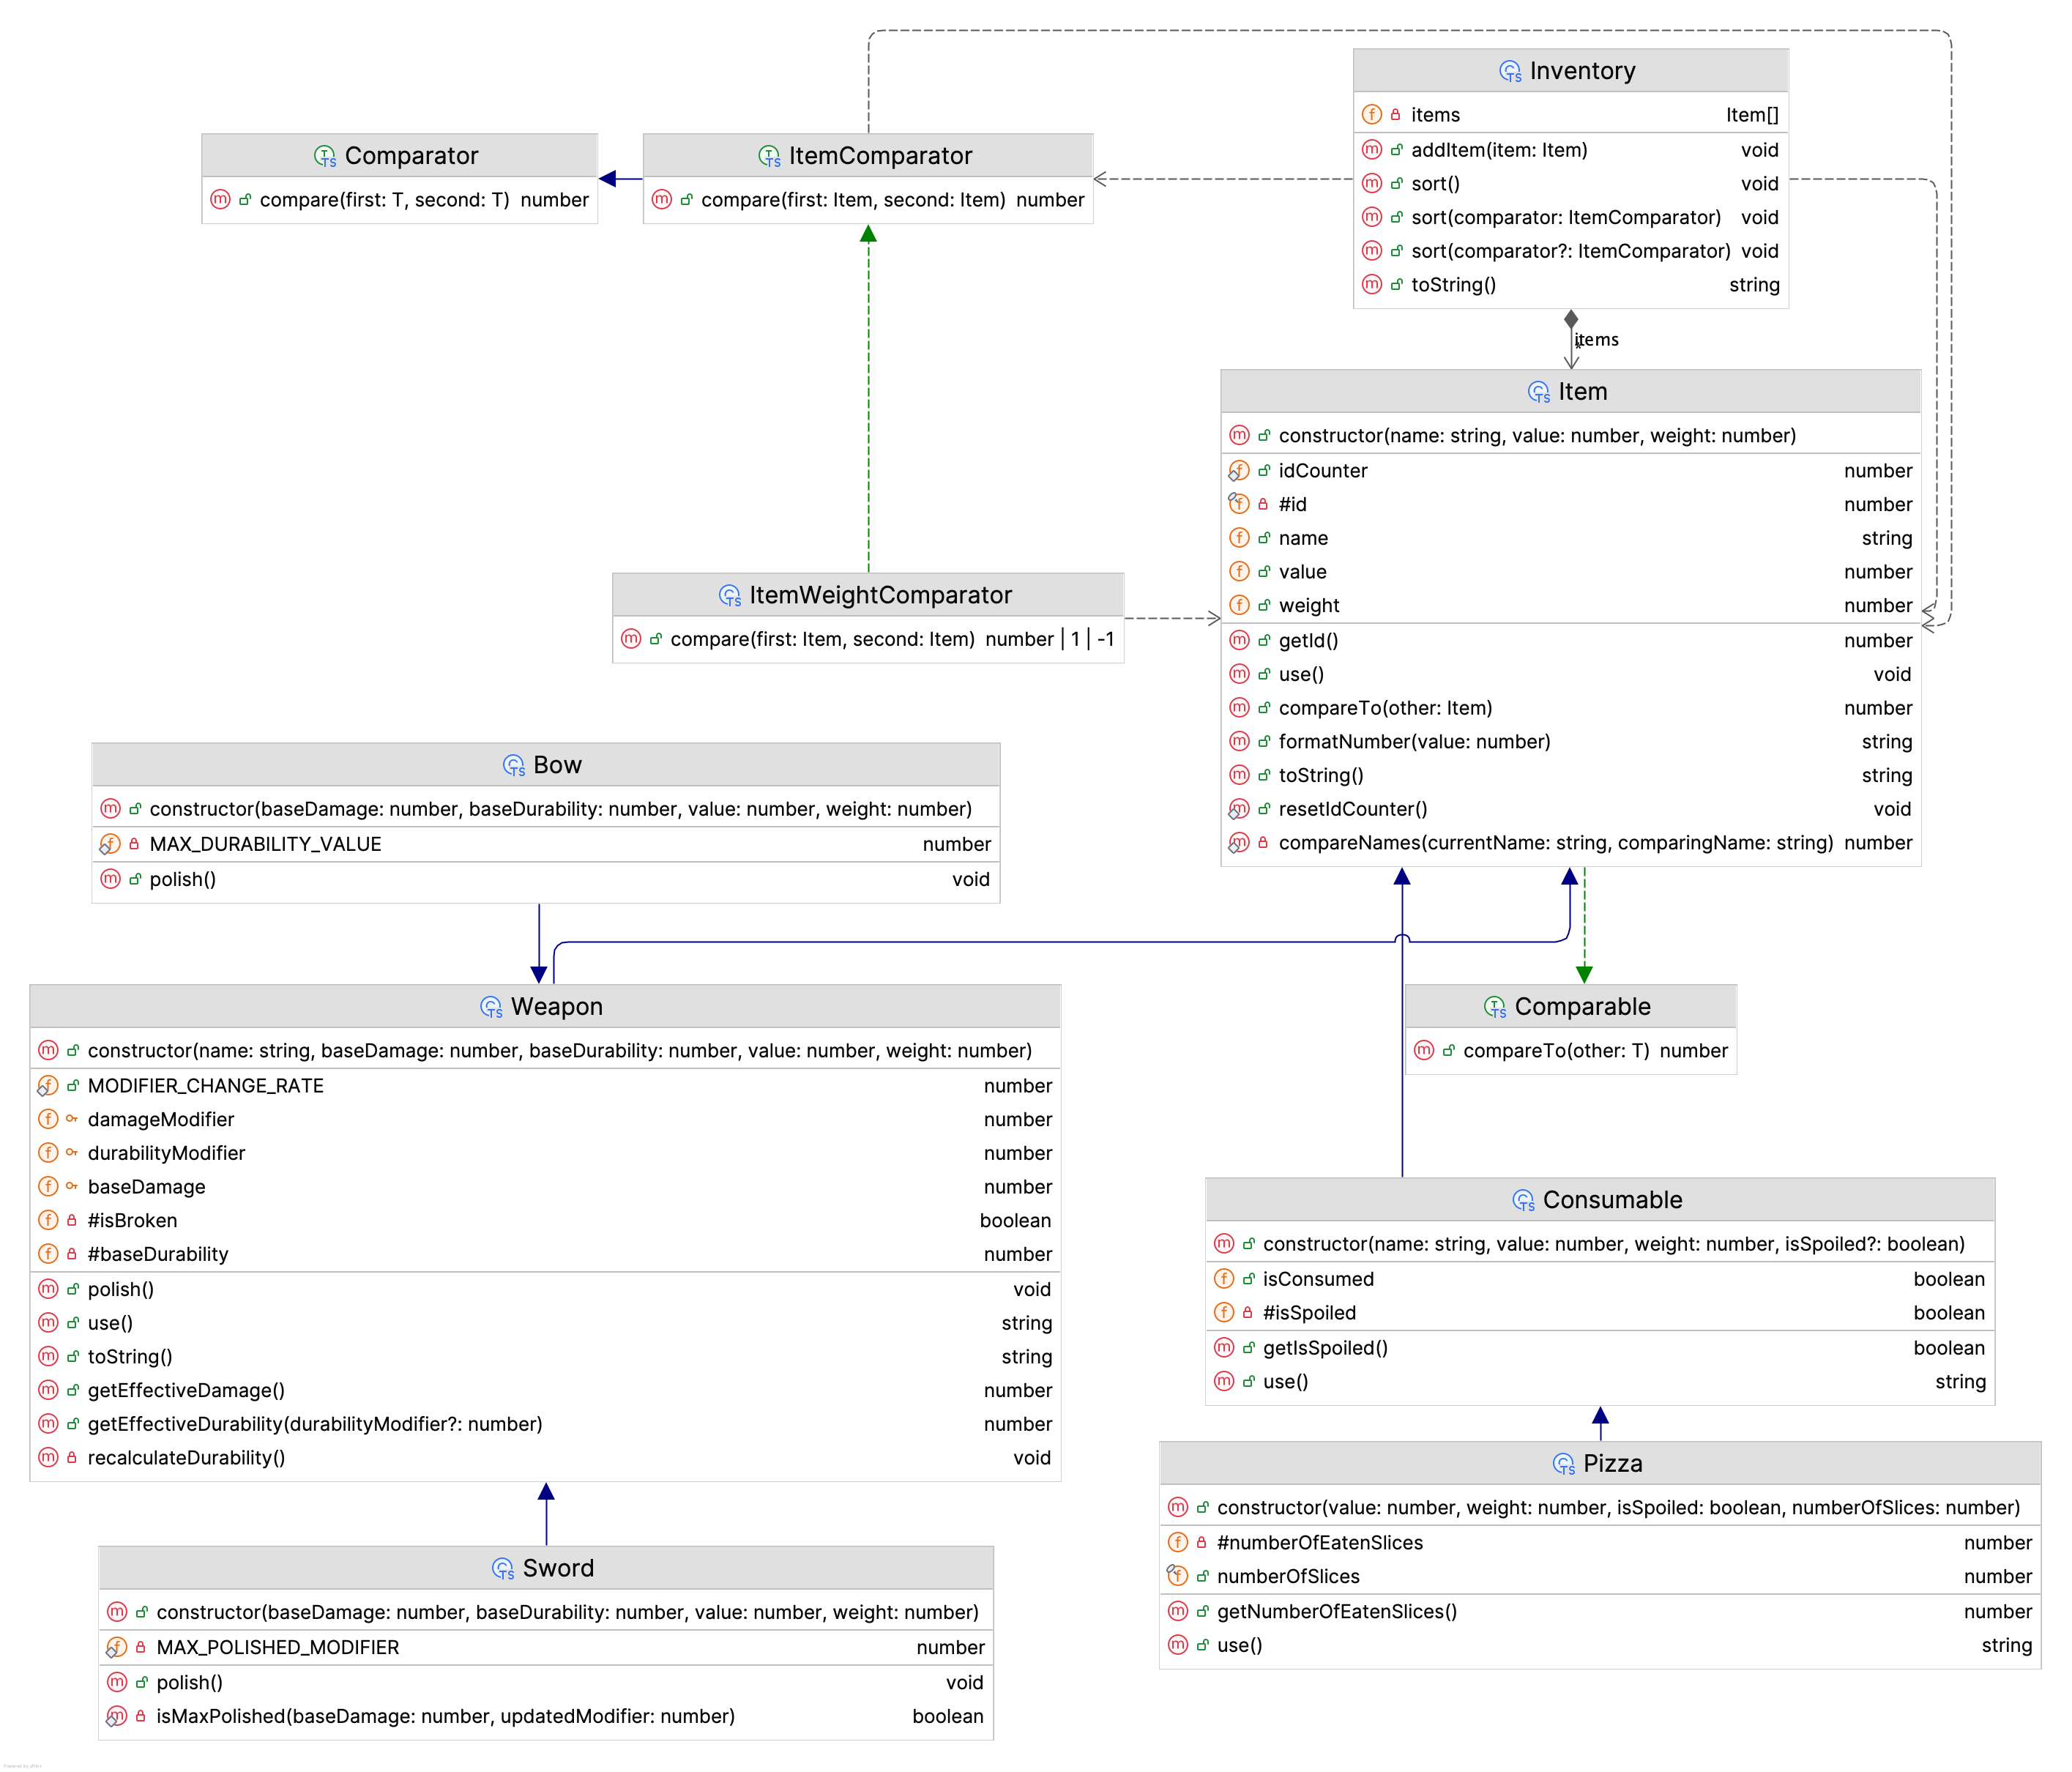 Inventory
items Item[]
addItem(item: Item) void
sort() void
sort(comparator: ItemComparator) void
sort(comparator?: ItemComparator) void
toString() string
Comparator
compare(first: T, second: T) number
ItemComparator
compare(first: Item, second: Item) number
items
*
Item
constructor(name: string, value: number, weight: number)
idCounter number
#id number
name string
value number
weight number
getId() number
use() void
compareTo(other: Item) number
formatNumber(value: number) string
toString() string
resetIdCounter() void
compareNames(currentName: string, comparingName: string) number
ItemWeightComparator
compare(first: Item, second: Item) number | 1 | -1
Bow
constructor(baseDamage: number, baseDurability: number, value: number, weight: number)
MAX_DURABILITY_VALUE number
polish() void
Weapon
constructor(name: string, baseDamage: number, baseDurability: number, value: number, weight: number)
MODIFIER_CHANGE_RATE number
damageModifier number
durabilityModifier number
baseDamage number
#isBroken boolean
#baseDurability number
polish() void
use() string
toString() string
getEffectiveDamage() number
getEffectiveDurability(durabilityModifier?: number) number
recalculateDurability() void
Comparable
compareTo(other: T) number
Consumable
constructor(name: string, value: number, weight: number, isSpoiled?: boolean)
isConsumed boolean
#isSpoiled boolean
getIsSpoiled() boolean
use() string
Pizza
constructor(value: number, weight: number, isSpoiled: boolean, numberOfSlices: number)
#numberOfEatenSlices number
numberOfSlices number
getNumberOfEatenSlices() number
use() string
Sword
constructor(baseDamage: number, baseDurability: number, value: number, weight: number)
MAX_POLISHED_MODIFIER number
polish() void
isMaxPolished(baseDamage: number, updatedModifier: number) boolean
Powered by yFiles